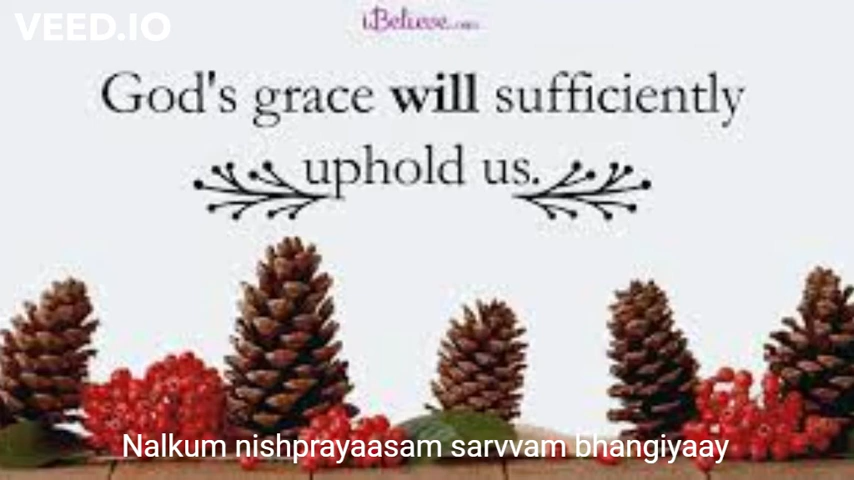 VEED.IO
iBelieve.com
God's grace will sufficiently
uphold us.
Nalkum nishprayaasam sarvvam bhangiyaay